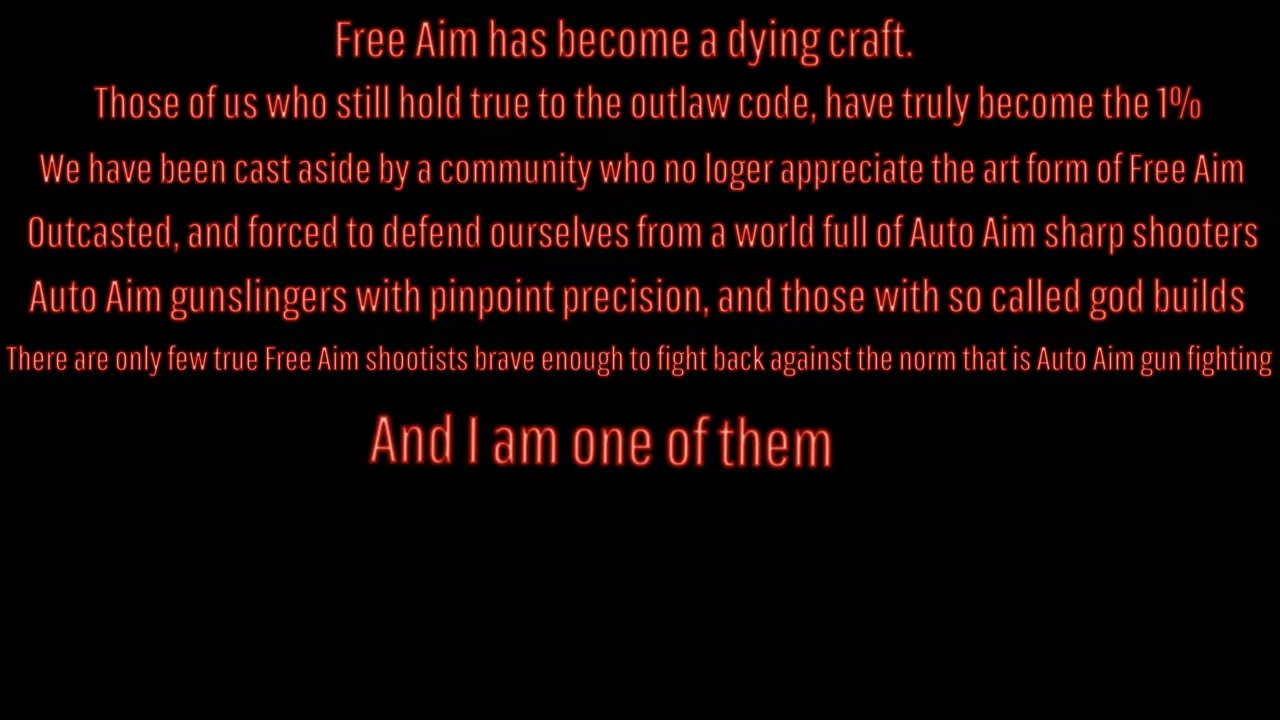 Free Aim has become a dying craft.
Those of us who still hold true to the outlaw code, have truly become the 1%
We have been cast aside by a community who no loger appreciate the art form of Free Aim
Outcasted, and forced to defend ourselves from a world full of Auto Aim sharp shooters
Auto Aim gunslingers with pinpoint precision, and those with so called god builds
There are only few true Free Aim shootists brave enough to fight back against the norm that is Auto Aim gun fighting
And I am one of them